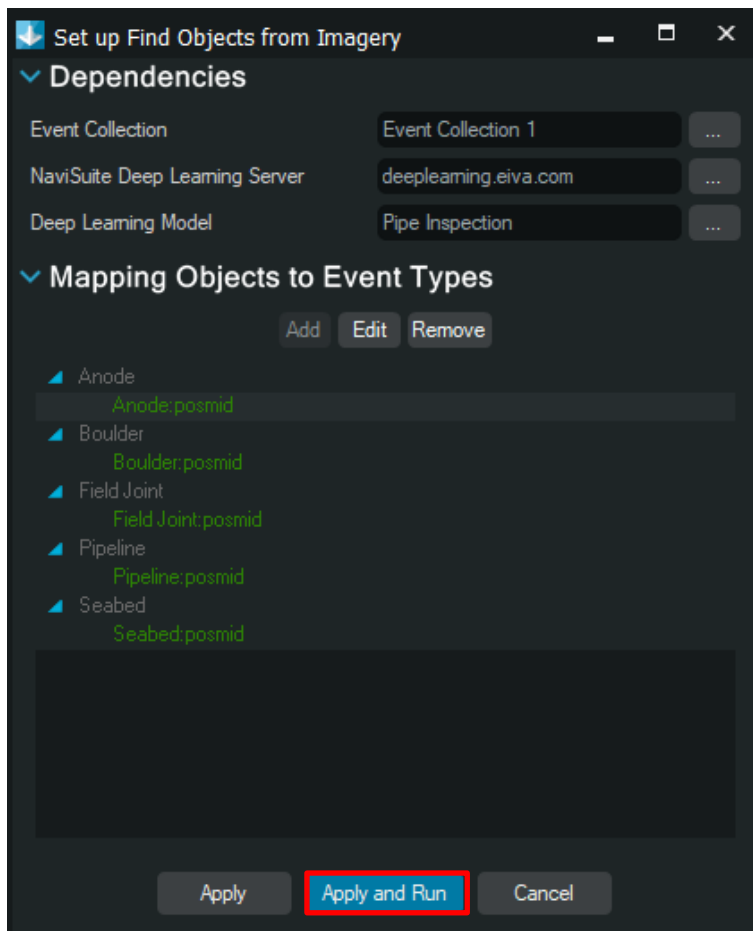 Set up Find Objects from Imagery
Dependencies
Event Collection Event Collection 1 ...
NaviSuite Deep Learning Server deeplearning.eiva.com ...
Deep Learning Model Pipe Inspection ...
Mapping Objects to Event Types
Add Edit Remove
Anode
Anode:posmid
Boulder
Boulder:posmid
Field Joint
Field Joint:posmid
Pipeline
Pipeline:posmid
Seabed
Seabed:posmid
Apply Apply and Run Cancel